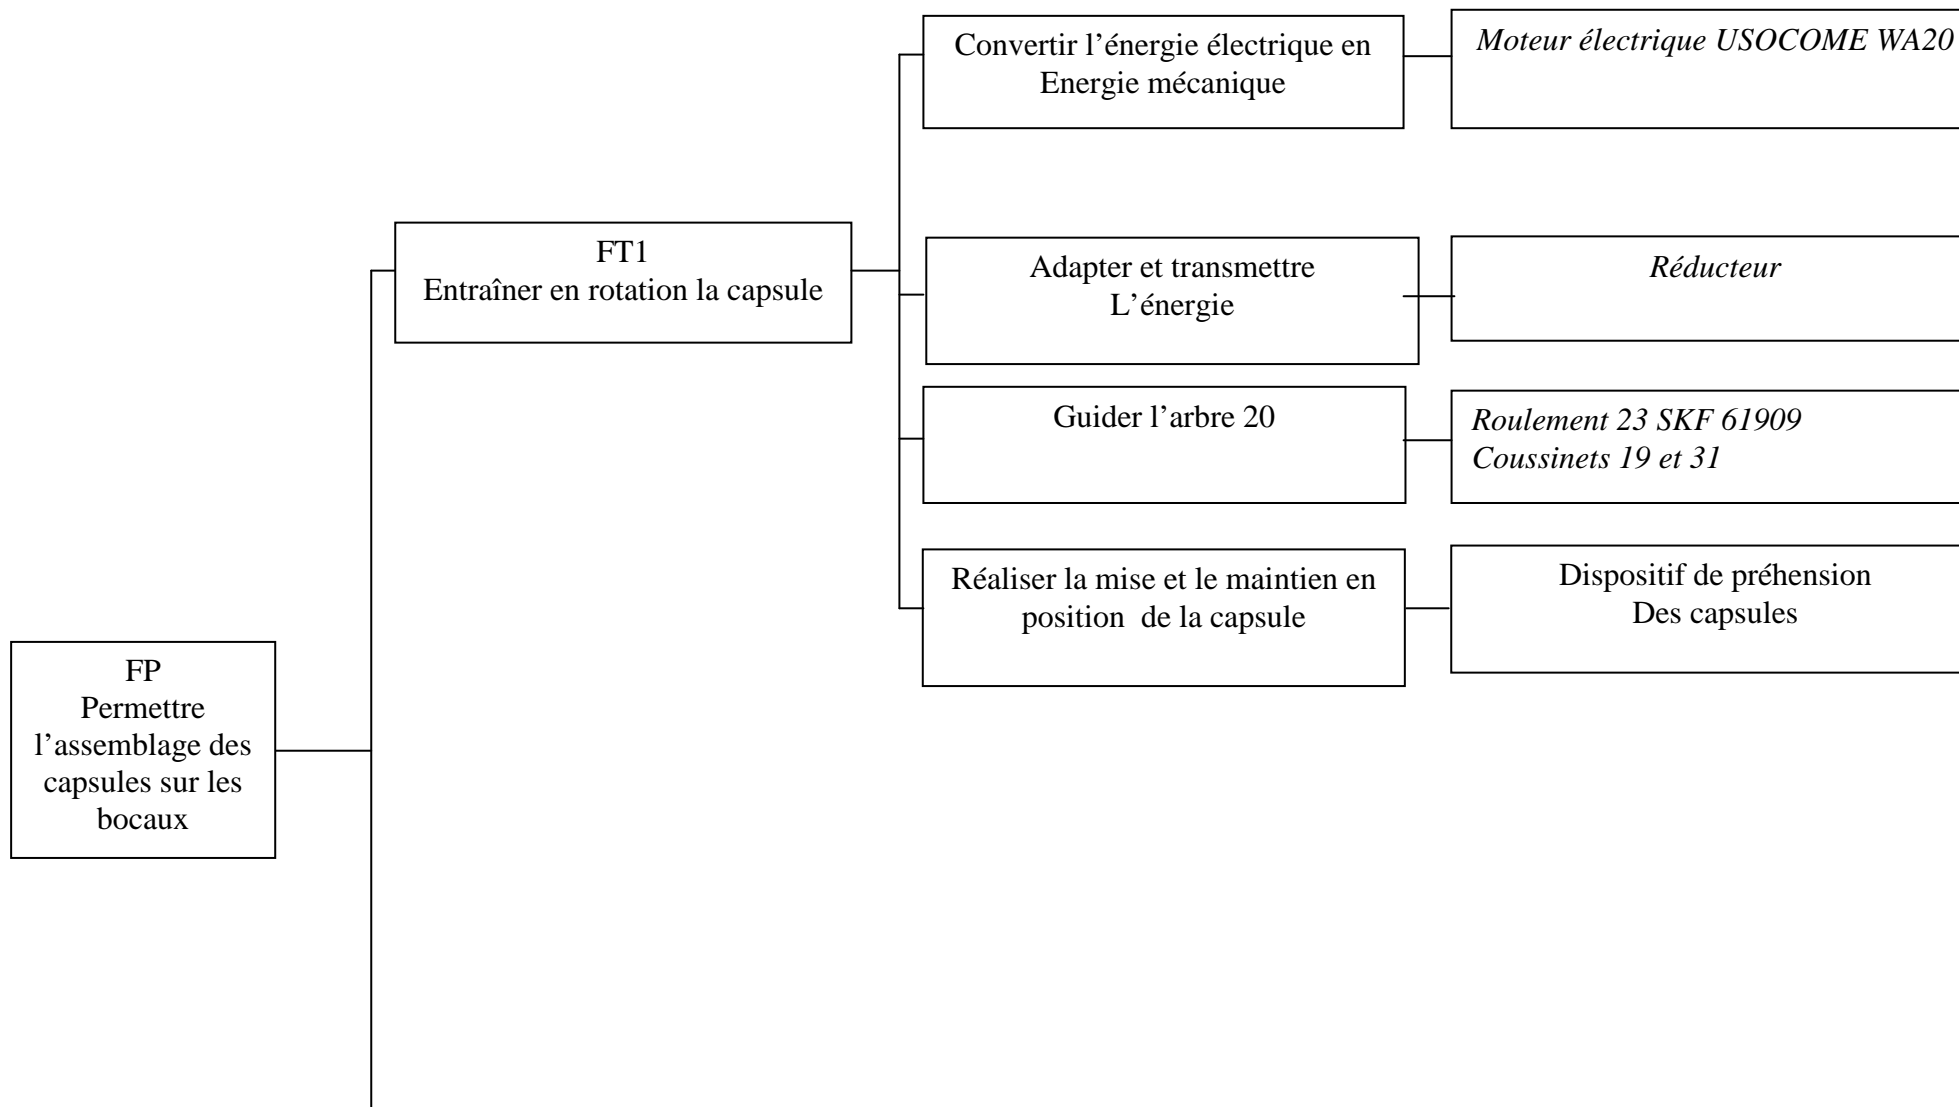 Convertir l’énergie électrique en
Energie mécanique
Moteur électrique USOCOME WA20
FT1
Entraîner en rotation la capsule
Adapter et transmettre
L’énergie
Réducteur
Guider l’arbre 20
Roulement 23 SKF 61909
Coussinets 19 et 31
Réaliser la mise et le maintien en
position de la capsule
Dispositif de préhension
Des capsules
FP
Permettre
l’assemblage des
capsules sur les
bocaux